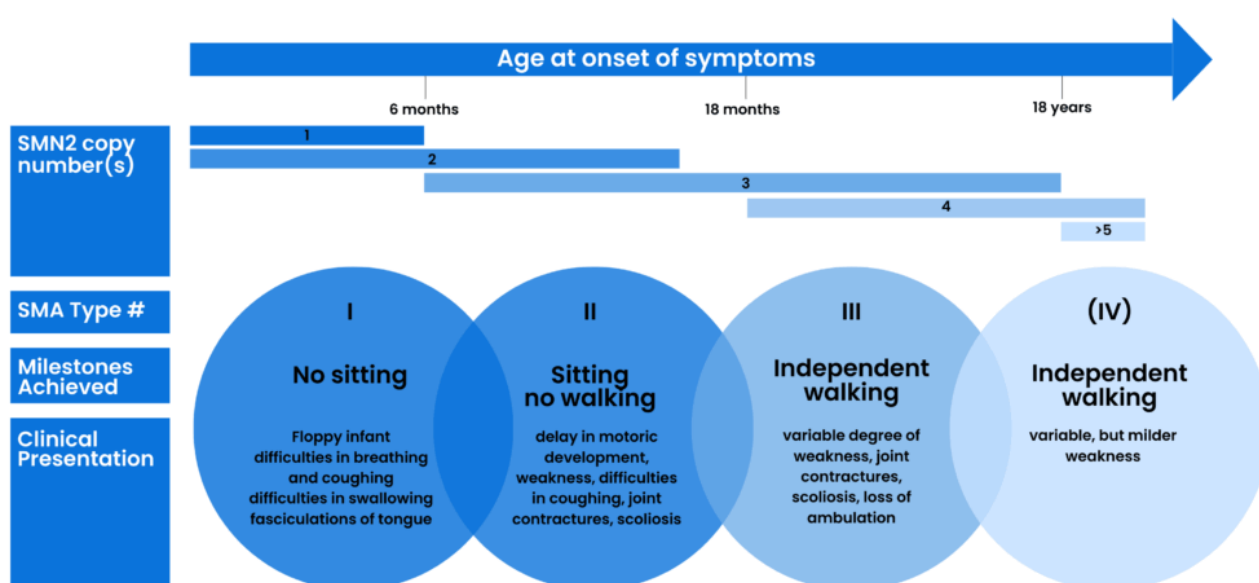 Age at onset of symptoms
6 months
18 months
18 years
SMN2 copy
number(s)
1
2
3
4
>5
SMA Type #
I
II
III
(IV)
Milestones
Achieved
No sitting
Sitting
no walking
Independent
walking
Independent
walking
Clinical
Presentation
Floppy infant
difficulties in breathing
and coughing
difficulties in swallowing
fasciculations of tongue
delay in motoric
development,
weakness, difficulties
in coughing, joint
contractures, scoliosis
variable degree of
weakness, joint
contractures,
scoliosis, loss of
ambulation
variable, but milder
weakness